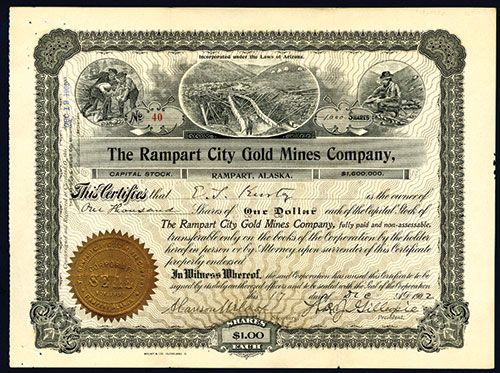 Incorporated under the Laws of Arizona.
No 40
1,000 SHARES
The Rampart City Gold Mines Company,
CAPITAL STOCK.
RAMPART, ALASKA.
$1,600,000.
This Certifies that E. T. is the owner of
One thousand Shares of One Dollar each of the Capital Stock of
The Rampart City Gold Mines Company, fully paid and non-assessable,
transferable only on the books of the Corporation by the holder
hereof in person or by Attorney upon surrender of this Certificate
properly endorsed
In Witness Whereof, the said Corporation has caused this Certificate to be
signed by its duly authorized officers and to be sealed with the Seal of the Corporation
this day of Dec 1902
Gillespie
President.
SHARES
$1.00
EACH